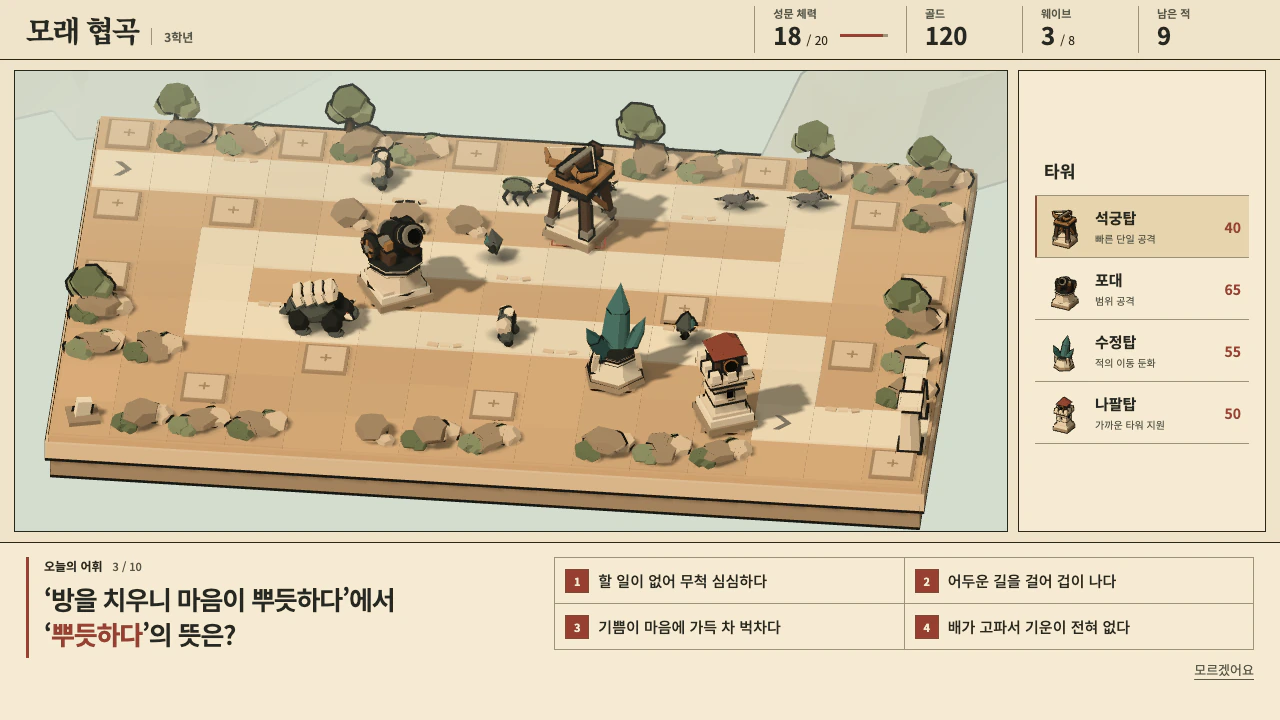 모래 협곡
3학년
성문 체력
18 / 20
골드
120
웨이브
3 / 8
남은 적
9
타워
석궁탑
빠른 단일 공격
40
포대
범위 공격
65
수정탑
적의 이동 둔화
55
나팔탑
가까운 타워 지원
50
오늘의 어휘 3 / 10
‘방을 치우니 마음이 뿌듯하다’에서
‘뿌듯하다’의 뜻은?
1 할 일이 없어 무척 심심하다
2 어두운 길을 걸어 겁이 나다
3 기쁨이 마음에 가득 차 벅차다
4 배가 고파서 기운이 전혀 없다
모르겠어요